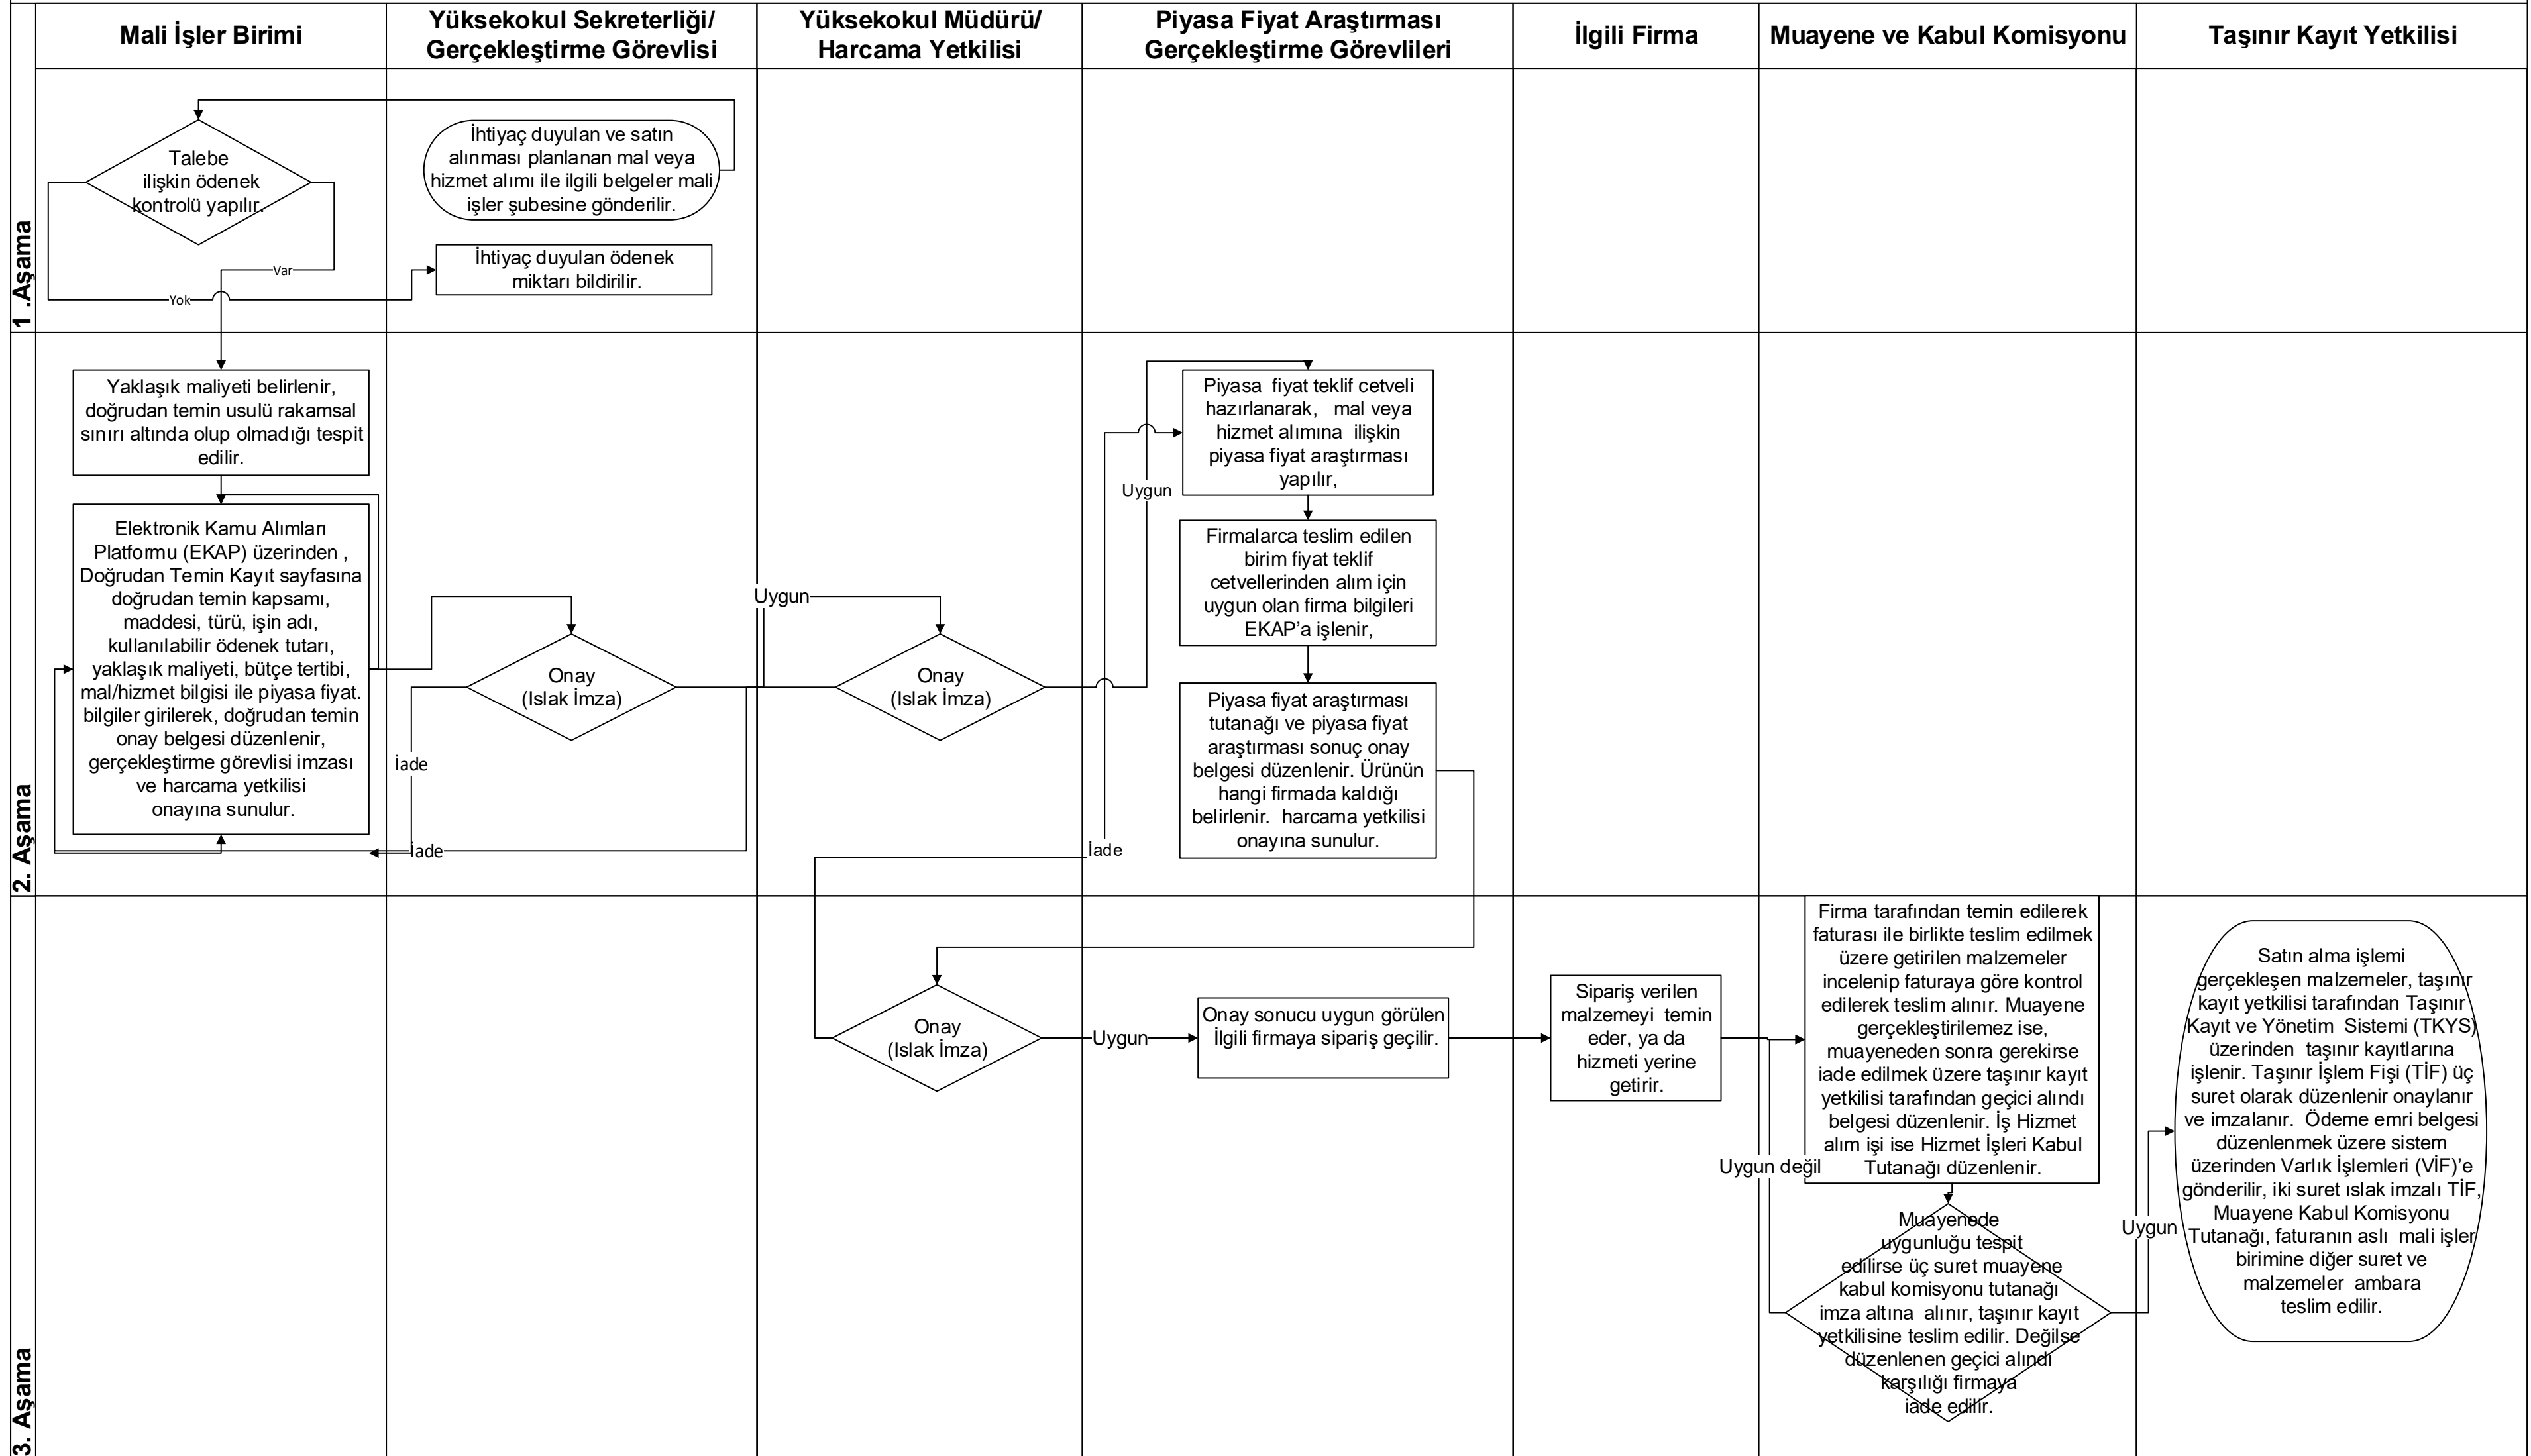 Mali İşler Birimi
Yüksekokul Sekreterliği/
Gerçekleştirme Görevlisi
Yüksekokul Müdürü/
Harcama Yetkilisi
Piyasa Fiyat Araştırması
Gerçekleştirme Görevlileri
İlgili Firma
Muayene ve Kabul Komisyonu
Taşınır Kayıt Yetkilisi
1 .Aşama
Talebe
ilişkin ödenek
kontrolü yapılır.
İhtiyaç duyulan ve satın
alınması planlanan mal veya
hizmet alımı ile ilgili belgeler mali
işler şubesine gönderilir.
İhtiyaç duyulan ödenek
miktarı bildirilir.
Var
Yok
2. Aşama
Yaklaşık maliyeti belirlenir,
doğrudan temin usulü rakamsal
sınırı altında olup olmadığı tespit
edilir.
Elektronik Kamu Alımları
Platformu (EKAP) üzerinden ,
Doğrudan Temin Kayıt sayfasına
doğrudan temin kapsamı,
maddesi, türü, işin adı,
kullanılabilir ödenek tutarı,
yaklaşık maliyeti, bütçe tertibi,
mal/hizmet bilgisi ile piyasa fiyat.
bilgiler girilerek, doğrudan temin
onay belgesi düzenlenir,
gerçekleştirme görevlisi imzası
ve harcama yetkilisi
onayına sunulur.
Onay
(Islak İmza)
İade
İade
Uygun
Onay
(Islak İmza)
Uygun
İade
Piyasa  fiyat teklif cetveli
hazırlanarak,   mal veya
hizmet alımına  ilişkin
piyasa fiyat araştırması
yapılır,
Firmalarca teslim edilen
birim fiyat teklif
cetvellerinden alım için
uygun olan firma bilgileri
EKAP’a işlenir,
Piyasa fiyat araştırması
tutanağı ve piyasa fiyat
araştırması sonuç onay
belgesi düzenlenir. Ürünün
hangi firmada kaldığı
belirlenir.  harcama yetkilisi
onayına sunulur.
3. Aşama
Onay
(Islak İmza)
Uygun
Onay sonucu uygun görülen
İlgili firmaya sipariş geçilir.
Sipariş verilen
malzemeyi  temin
eder, ya da
hizmeti yerine
getirir.
Firma tarafından temin edilerek
faturası ile birlikte teslim edilmek
üzere getirilen malzemeler
incelenip faturaya göre kontrol
edilerek teslim alınır. Muayene
gerçekleştirilemez ise,
muayeneden sonra gerekirse
iade edilmek üzere taşınır kayıt
yetkilisi tarafından geçici alındı
belgesi düzenlenir. İş Hizmet
alım işi ise Hizmet İşleri Kabul
Tutanağı düzenlenir.
Uygun değil
Muayenede
uygunluğu tespit
edilirse üç suret muayene
kabul komisyonu tutanağı
imza altına  alınır, taşınır kayıt
yetkilisine teslim edilir. Değilse
düzenlenen geçici alındı
karşılığı firmaya
iade edilir.
Uygun
Satın alma işlemi
gerçekleşen malzemeler, taşınır
kayıt yetkilisi tarafından Taşınır
Kayıt ve Yönetim  Sistemi (TKYS)
üzerinden  taşınır kayıtlarına
işlenir. Taşınır İşlem Fişi (TİF) üç
suret olarak düzenlenir onaylanır
ve imzalanır.  Ödeme emri belgesi
düzenlenmek üzere sistem
üzerinden Varlık İşlemleri (VİF)’e
gönderilir, iki suret ıslak imzalı TİF,
Muayene Kabul Komisyonu
Tutanağı, faturanın aslı  mali işler
birimine diğer suret ve
malzemeler  ambara
teslim edilir.